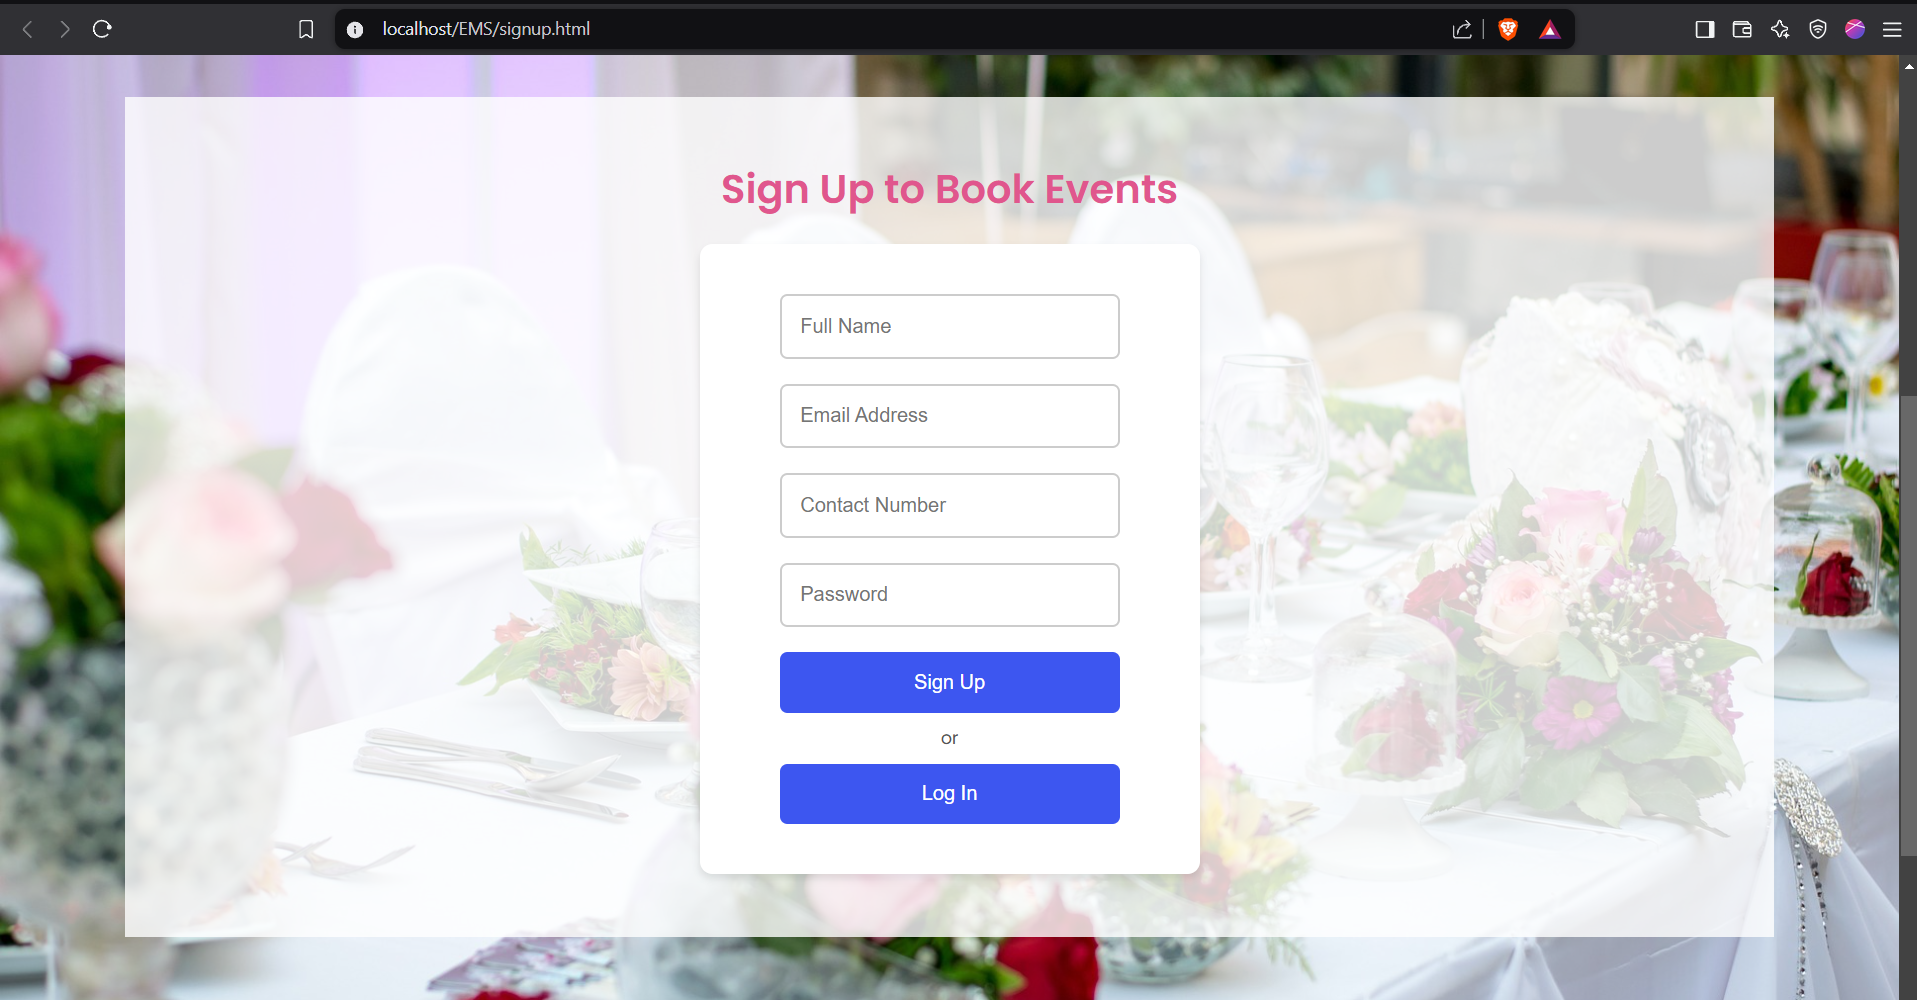 localhost/EMS/signup.html
Sign Up to Book Events
Full Name
Email Address
Contact Number
Password
Sign Up
or
Log In